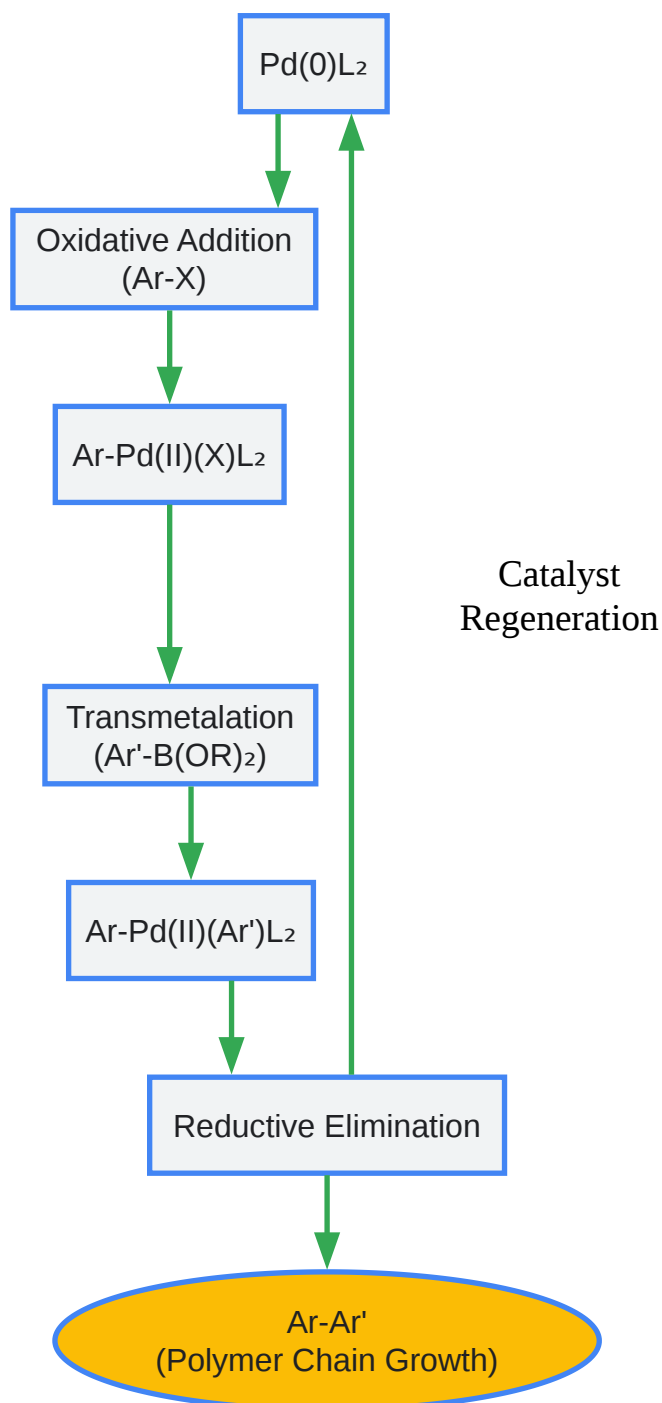 Pd(0)L₂
Oxidative Addition
(Ar-X)
Ar-Pd(II)(X)L₂
Catalyst
Regeneration
Transmetalation
(Ar'-B(OR)₂)
Ar-Pd(II)(Ar')L₂
Reductive Elimination
Ar-Ar'
(Polymer Chain Growth)